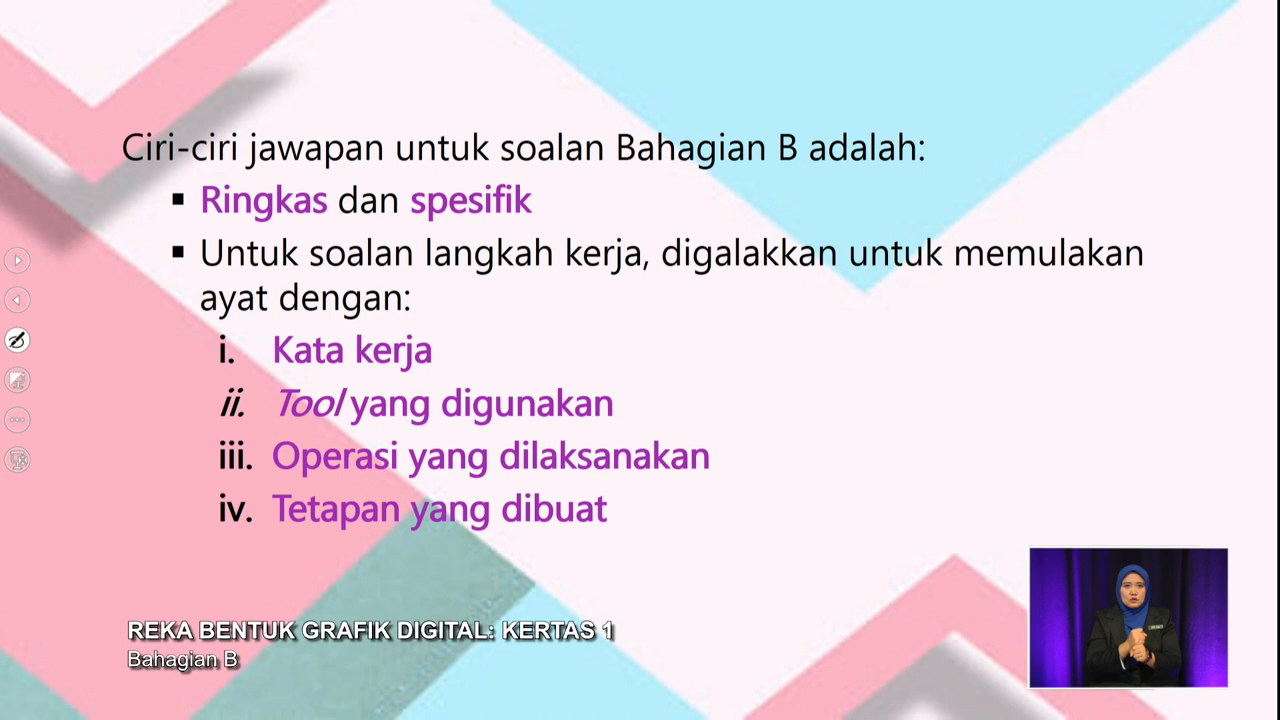 Ciri-ciri jawapan untuk soalan Bahagian B adalah:
▪ Ringkas dan spesifik
▪ Untuk soalan langkah kerja, digalakkan untuk memulakan
ayat dengan:
i. Kata kerja
ii. Tool yang digunakan
iii. Operasi yang dilaksanakan
iv. Tetapan yang dibuat
REKA BENTUK GRAFIK DIGITAL: KERTAS 1
Bahagian B